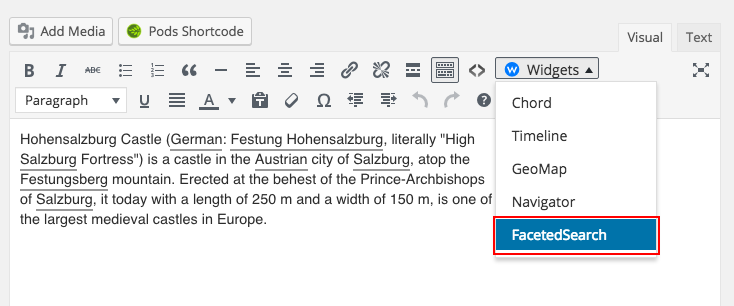 Add Media Pods Shortcode
Visual Text
B I ABC Widgets
Paragraph U A Ω
Chord
Timeline
GeoMap
Navigator
FacetedSearch
Hohensalzburg Castle (German: Festung Hohensalzburg, literally "High
Salzburg Fortress") is a castle in the Austrian city of Salzburg, atop the
Festungsberg mountain. Erected at the behest of the Prince-Archbishops
of Salzburg, it today with a length of 250 m and a width of 150 m, is one of
the largest medieval castles in Europe.